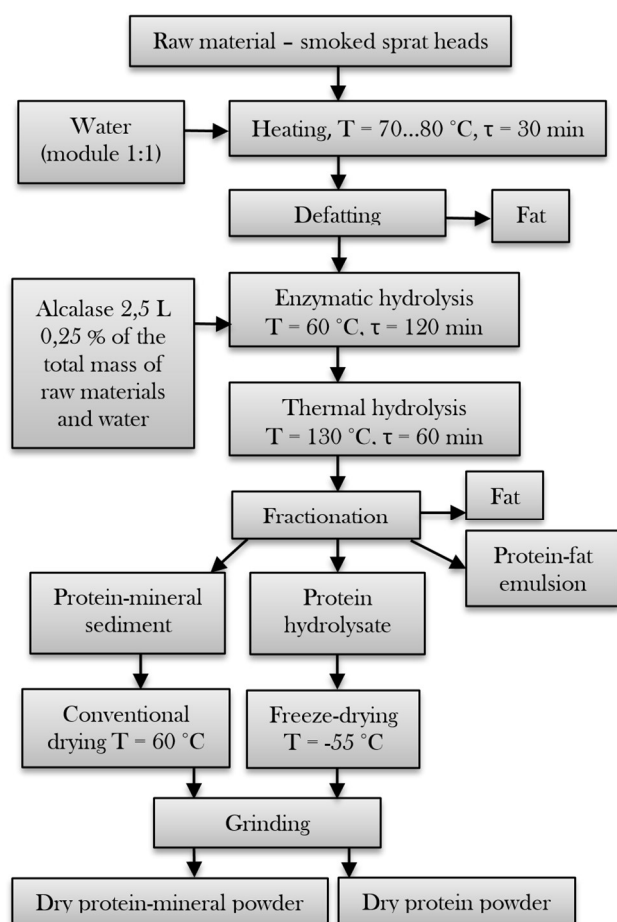 Raw material – smoked sprat heads
Water
(module 1:1)
Heating, T = 70...80 °C, τ = 30 min
Defatting
Fat
Alcalase 2,5 L
0,25 % of the
total mass of
raw materials
and water
Enzymatic hydrolysis
T = 60 °C, τ = 120 min
Thermal hydrolysis
T = 130 °C, τ = 60 min
Fractionation
Fat
Protein-fat
emulsion
Protein-mineral
sediment
Protein
hydrolysate
Conventional
drying T = 60 °C
Freeze-drying
T = -55 °C
Grinding
Dry protein-mineral powder
Dry protein powder